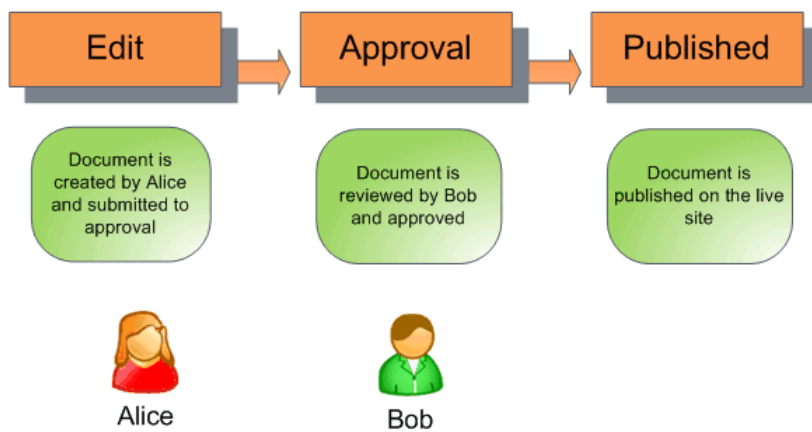 Edit
Approval
Published
Document is
created by Alice
and submitted to
approval
Document is
reviewed by Bob
and approved
Document is
published on the live
site
Alice
Bob